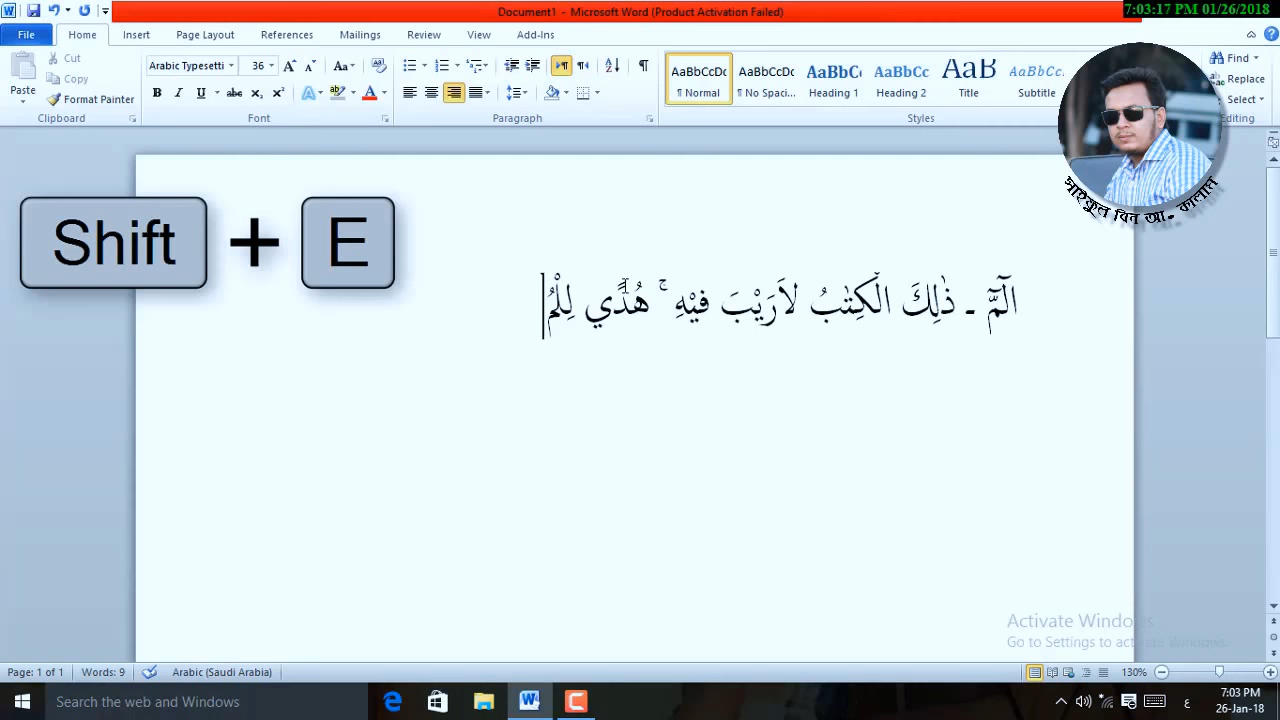 Document1 - Microsoft Word (Product Activation Failed)
7:03:17 PM 01/26/2018
File Home Insert Page Layout References Mailings Review View Add-Ins
Paste
Cut
Copy
Format Painter
Clipboard
Arabic Typesetti 36
Font
Paragraph
AaBbCcDc AaBbCcDc AaBbCc AaBbCc AaB AaBbCc.
¶ Normal ¶ No Spaci... Heading 1 Heading 2 Title Subtitle
Styles
Find
Replace
Select
Editing
সাইফুল বিন আ. কালাম
Shift + E
الٓمّٓ ـ ذٰلِكَ الْكِتٰبُ لاَرَيْبَ فِيْهِ ۚ هُدًي لِلْمُ
Activate Windows
Go to Settings to activate Windows.
Page: 1 of 1 Words: 9 Arabic (Saudi Arabia) 130%
Search the web and Windows
ع
7:03 PM
26-Jan-18